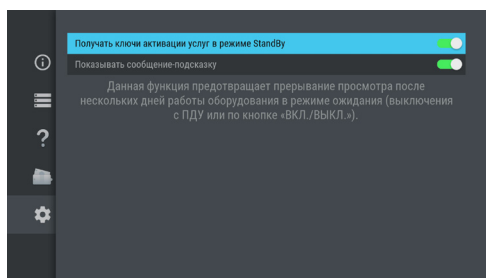 Получать ключи активации услуг в режиме StandBy
Показывать сообщение-подсказку
Данная функция предотвращает прерывание просмотра после
нескольких дней работы оборудования в режиме ожидания (выключения
с ПДУ или по кнопке «ВКЛ./ВЫКЛ.»).